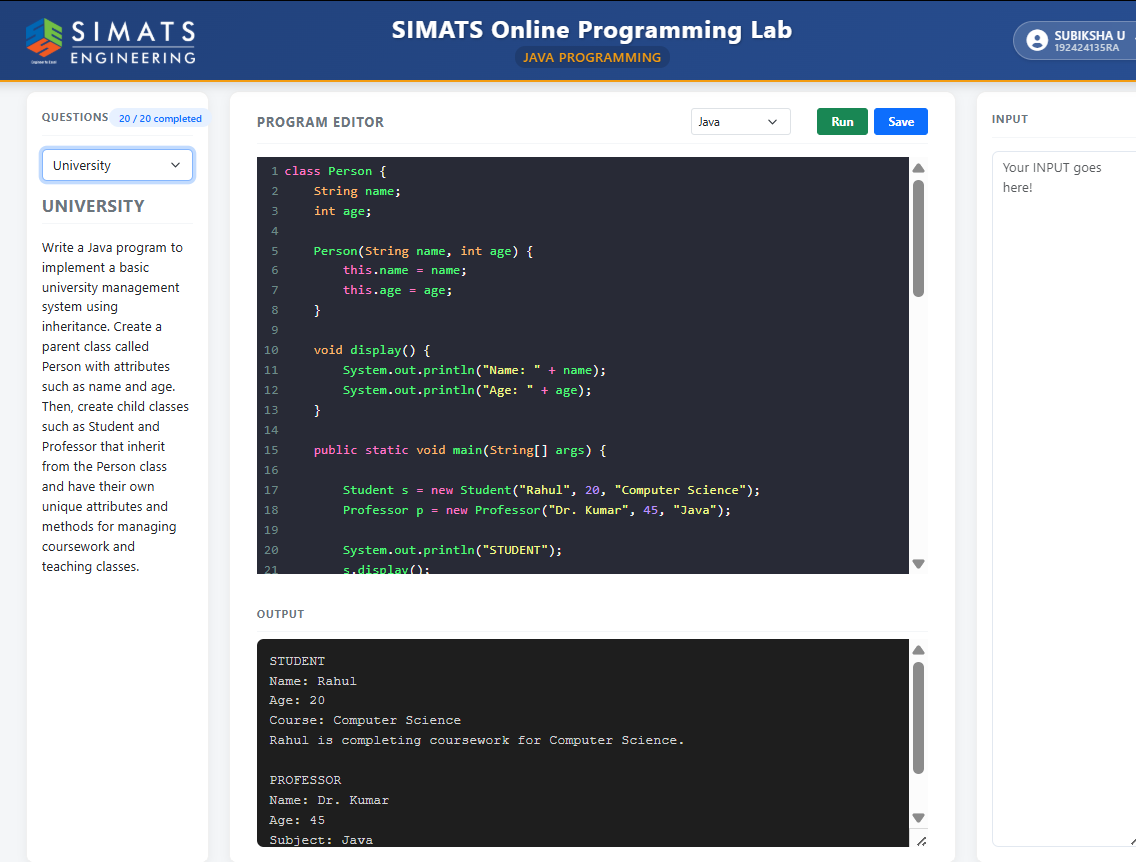 SIMATS
ENGINEERING
Engineer to Excel
SIMATS Online Programming Lab
JAVA PROGRAMMING
SUBIKSHA U
192424135RA
QUESTIONS
20 / 20 completed
University
UNIVERSITY
Write a Java program to
implement a basic
university management
system using
inheritance. Create a
parent class called
Person with attributes
such as name and age.
Then, create child classes
such as Student and
Professor that inherit
from the Person class
and have their own
unique attributes and
methods for managing
coursework and
teaching classes.
PROGRAM EDITOR
Java
Run
Save
1 class Person {
2     String name;
3     int age;
4
5     Person(String name, int age) {
6         this.name = name;
7         this.age = age;
8     }
9
10     void display() {
11         System.out.println("Name: " + name);
12         System.out.println("Age: " + age);
13     }
14
15     public static void main(String[] args) {
16
17         Student s = new Student("Rahul", 20, "Computer Science");
18         Professor p = new Professor("Dr. Kumar", 45, "Java");
19
20         System.out.println("STUDENT");
21         s.display();
OUTPUT
STUDENT
Name: Rahul
Age: 20
Course: Computer Science
Rahul is completing coursework for Computer Science.
PROFESSOR
Name: Dr. Kumar
Age: 45
Subject: Java
INPUT
Your INPUT goes
here!